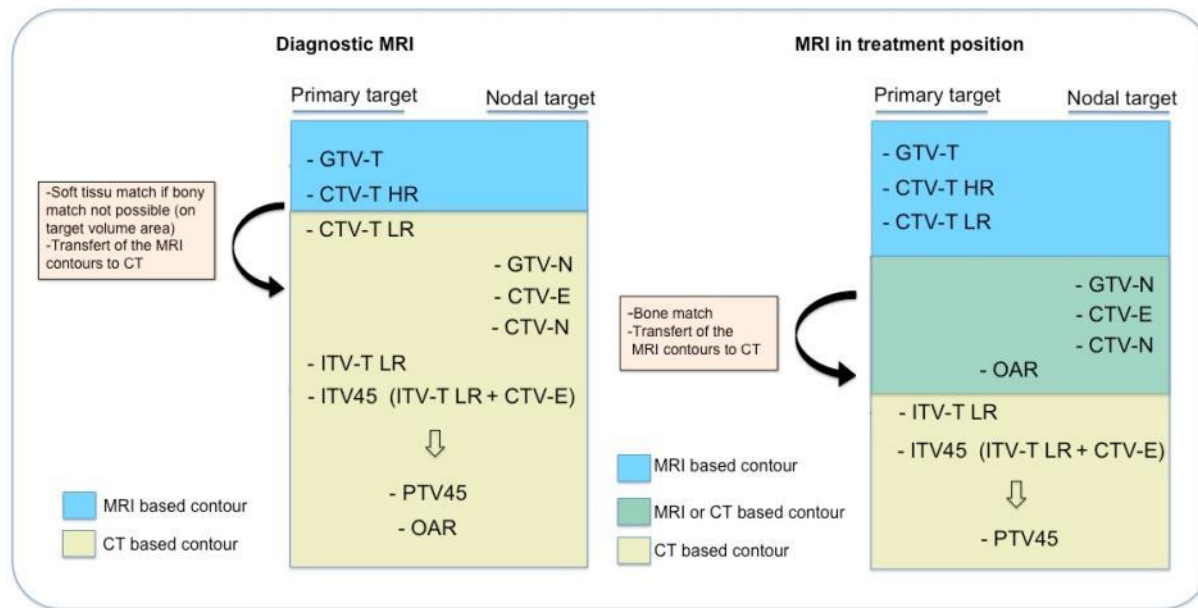 Diagnostic MRI
Primary target
Nodal target
- GTV-T
- CTV-T HR
- CTV-T LR
- GTV-N
- CTV-E
- CTV-N
- ITV-T LR
- ITV45 (ITV-T LR + CTV-E)
- PTV45
- OAR
-Soft tissu match if bony
match not possible (on
target volume area)
-Transfert of the MRI
contours to CT
MRI based contour
CT based contour
MRI in treatment position
Primary target
Nodal target
- GTV-T
- CTV-T HR
- CTV-T LR
- GTV-N
- CTV-E
- CTV-N
- OAR
- ITV-T LR
- ITV45 (ITV-T LR + CTV-E)
- PTV45
-Bone match
-Transfert of the
MRI contours to CT
MRI based contour
MRI or CT based contour
CT based contour